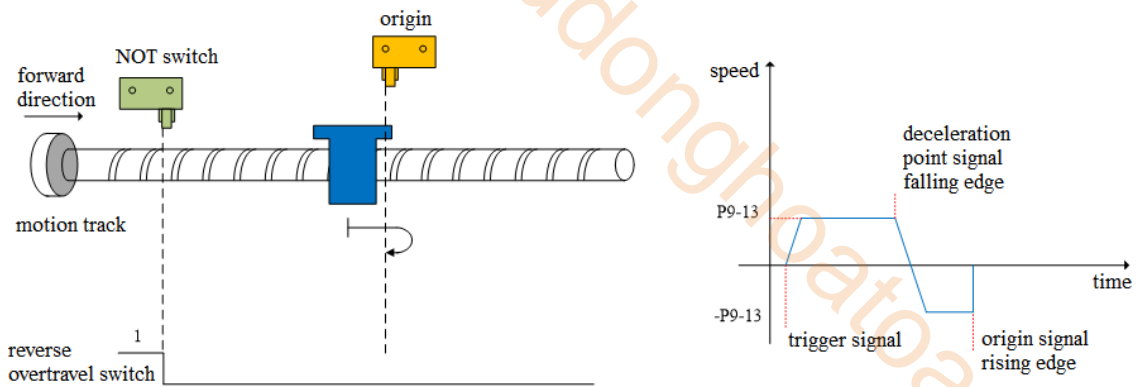 origin
NOT switch
forward
direction
motion track
1
reverse
overtravel switch
speed
deceleration
point signal
falling edge
P9-13
time
-P9-13
trigger signal
origin signal
rising edge
adonghoatoa